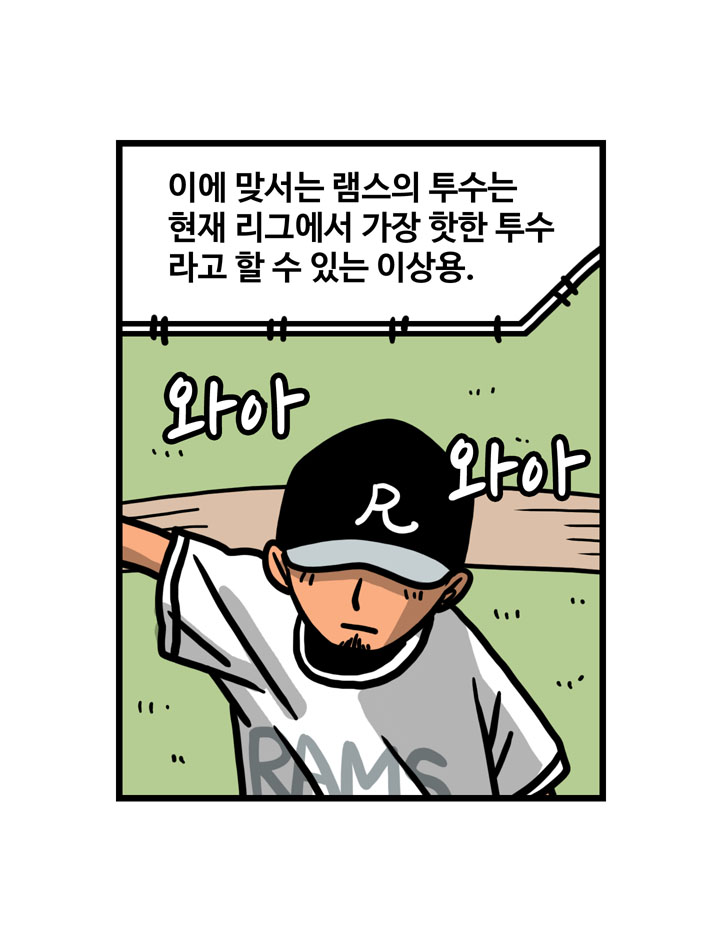 이에 맞서는 램스의 투수는
현재 리그에서 가장 핫한 투수
라고 할 수 있는 이상용.
와아
와아
R
RAMS